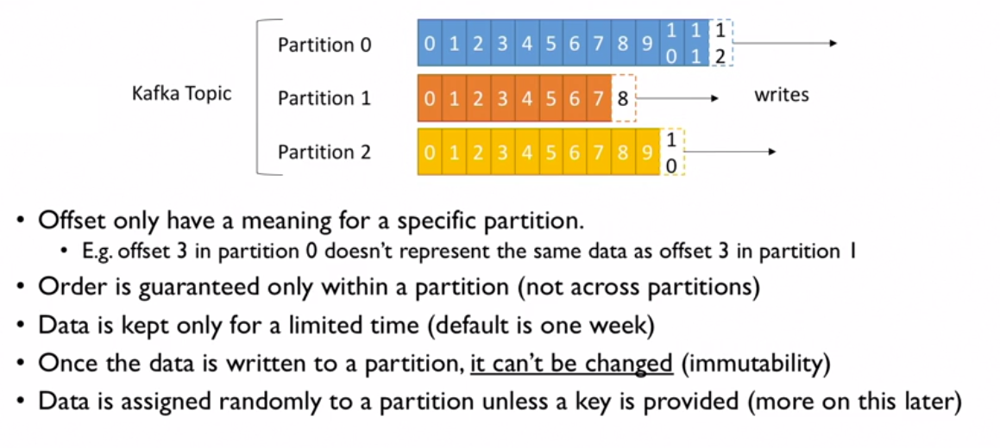 Partition 0 0 1 2 3 4 5 6 7 8 9 10 11 12
Kafka Topic Partition 1 0 1 2 3 4 5 6 7 8 writes
Partition 2 0 1 2 3 4 5 6 7 8 9 10
• Offset only have a meaning for a specific partition.
• E.g. offset 3 in partition 0 doesn't represent the same data as offset 3 in partition 1
• Order is guaranteed only within a partition (not across partitions)
• Data is kept only for a limited time (default is one week)
• Once the data is written to a partition, it can't be changed (immutability)
• Data is assigned randomly to a partition unless a key is provided (more on this later)